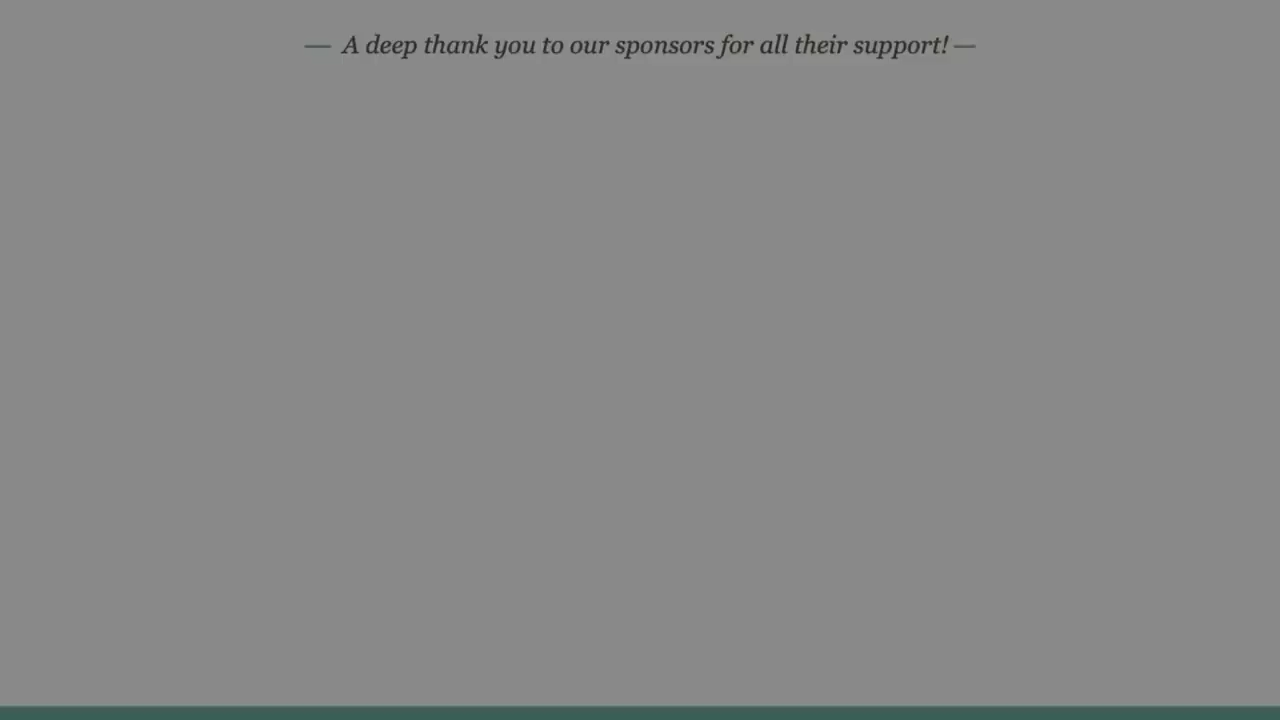 — A deep thank you to our sponsors for all their support! —